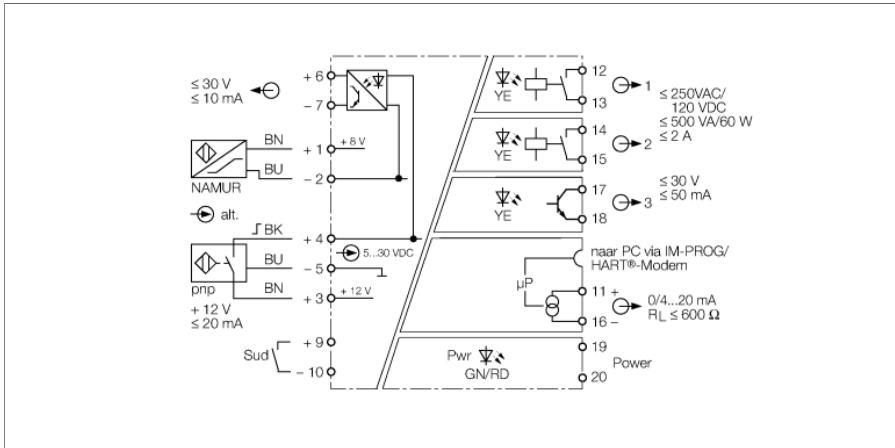 ≤ 30 V
≤ 10 mA
+ 6
- 7
BN
+ 1
+ 8 V
BU
- 2
NAMUR
alt.
BK
+ 4
5...30 VDC
BU
- 5
BN
+ 3
+ 12 V
pnp
+ 12 V
≤ 20 mA
+ 9
Sud
- 10
12
YE
13
1
≤ 250VAC/
120 VDC
≤ 500 VA/60 W
≤ 2 A
14
YE
15
2
17
YE
18
3
≤ 30 V
≤ 50 mA
naar PC via IM-PROG/
HART®-Modem
µP
11 +
16 −
0/4...20 mA
RL ≤ 600 Ω
Pwr
GN/RD
19
20
Power